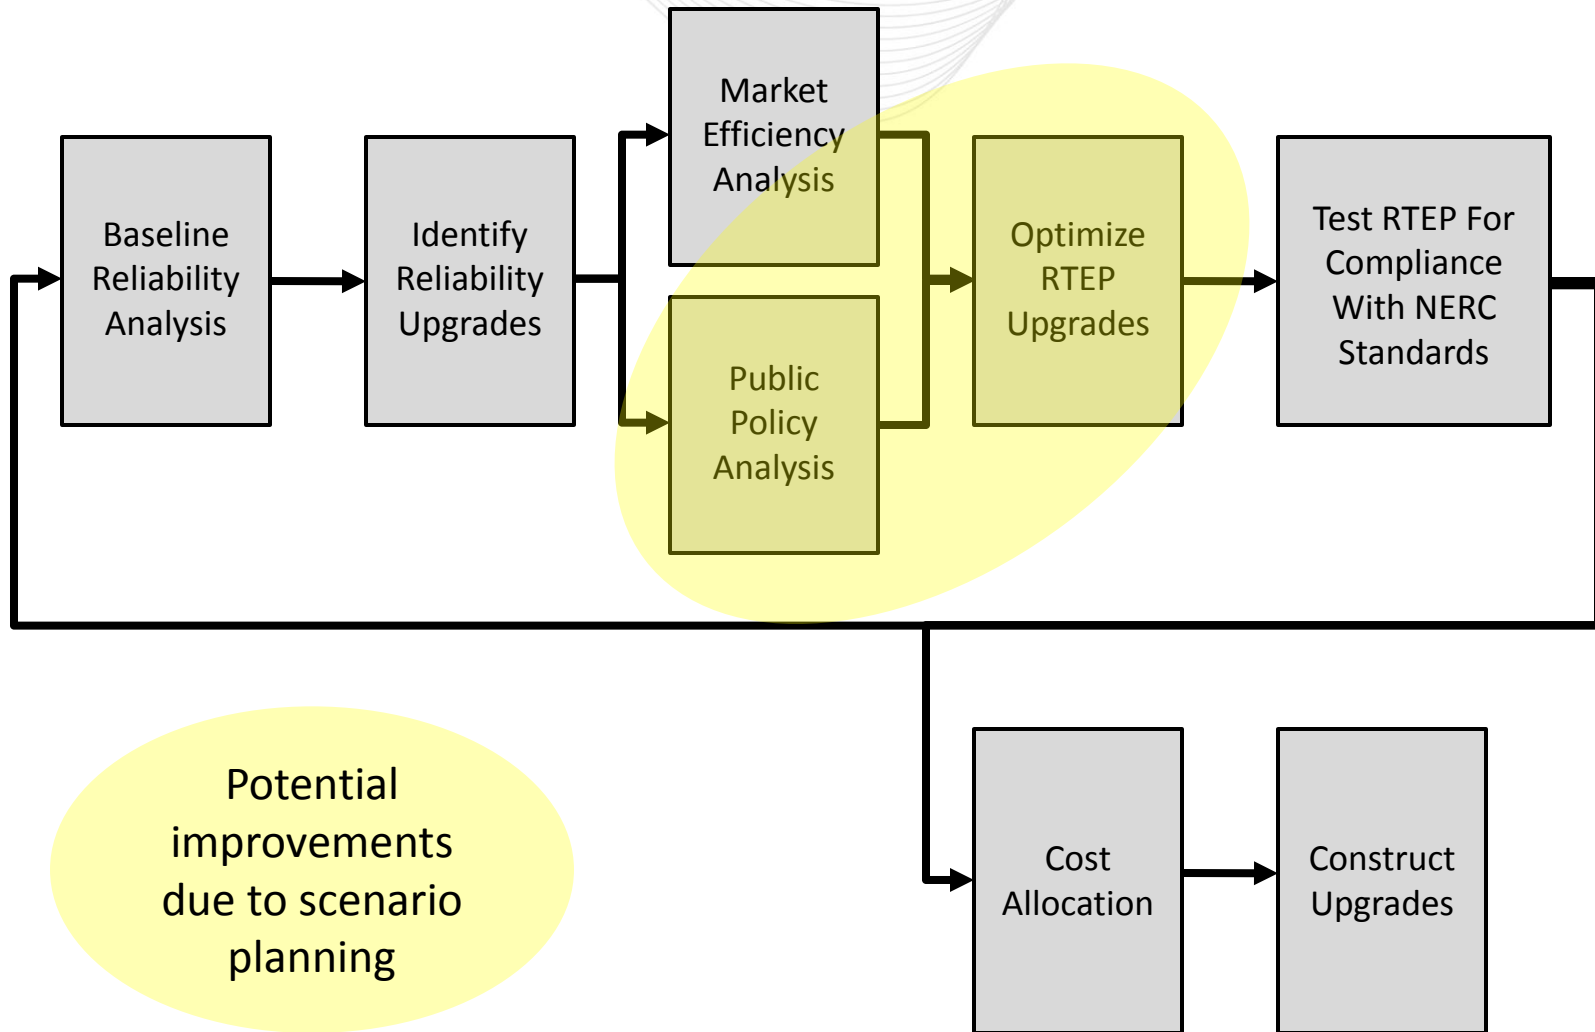 Baseline
Reliability
Analysis
Identify
Reliability
Upgrades
Market
Efficiency
Analysis
Public
Policy
Analysis
Optimize
RTEP
Upgrades
Test RTEP For
Compliance
With NERC
Standards
Potential
improvements
due to scenario
planning
Cost
Allocation
Construct
Upgrades